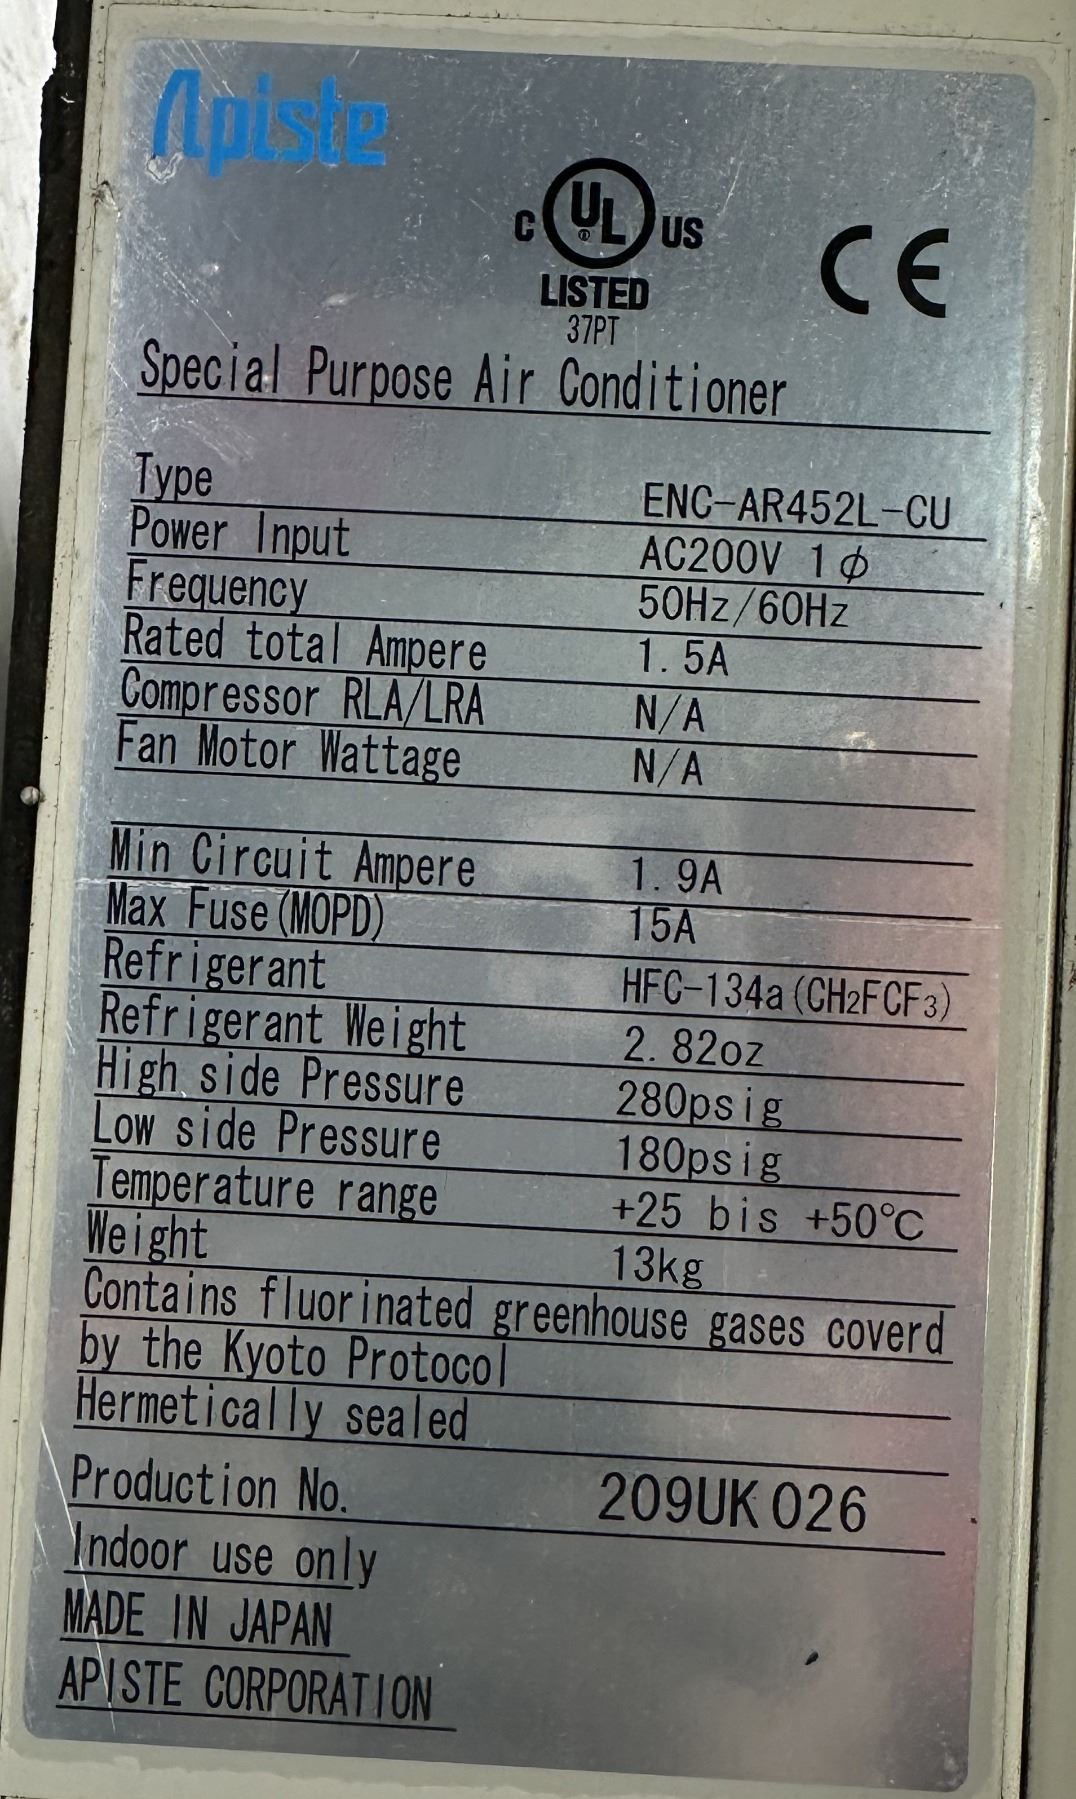 Apiste
C UL US
LISTED
37PT
CE
Special Purpose Air Conditioner
Type ENC-AR452L-CU
Power Input AC200V 1ϕ
Frequency 50Hz/60Hz
Rated total Ampere 1.5A
Compressor RLA/LRA N/A
Fan Motor Wattage N/A
Min Circuit Ampere 1.9A
Max Fuse(MOPD) 15A
Refrigerant HFC-134a(CH2FCF3)
Refrigerant Weight 2.82oz
High side Pressure 280psig
Low side Pressure 180psig
Temperature range +25 bis +50℃
Weight 13kg
Contains fluorinated greenhouse gases coverd
by the Kyoto Protocol
Hermetically sealed
Production No. 209UK026
Indoor use only
MADE IN JAPAN
APISTE CORPORATION